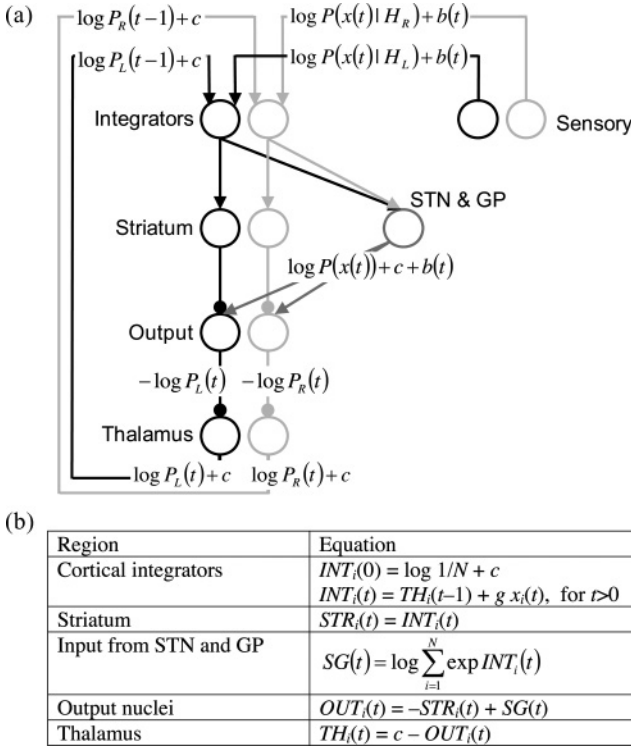 (a)
log P_R(t−1)+c
log P(x(t) | H_R)+b(t)
log P_L(t−1)+c
log P(x(t) | H_L)+b(t)
Integrators
Sensory
STN & GP
Striatum
log P(x(t))+c+b(t)
Output
−log P_L(t) −log P_R(t)
Thalamus
log P_L(t)+c log P_R(t)+c
(b)
Region Equation
Cortical integrators INT_i(0) = log 1/N + c
INT_i(t) = TH_i(t−1) + g x_i(t), for t>0
Striatum STR_i(t) = INT_i(t)
Input from STN and GP SG(t) = log ∑_{i=1}^{N} exp INT_i(t)
Output nuclei OUT_i(t) = −STR_i(t) + SG(t)
Thalamus TH_i(t) = c − OUT_i(t)